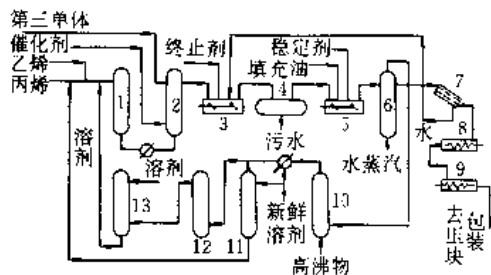 第三单体
催化剂
乙烯
丙烯
终止剂
稳定剂
填充油
1
2
3
4
5
6
7
8
9
溶剂
溶剂
污水
水蒸汽
水
13
12
11
10
新鲜
溶剂
高沸物
去压块
包装